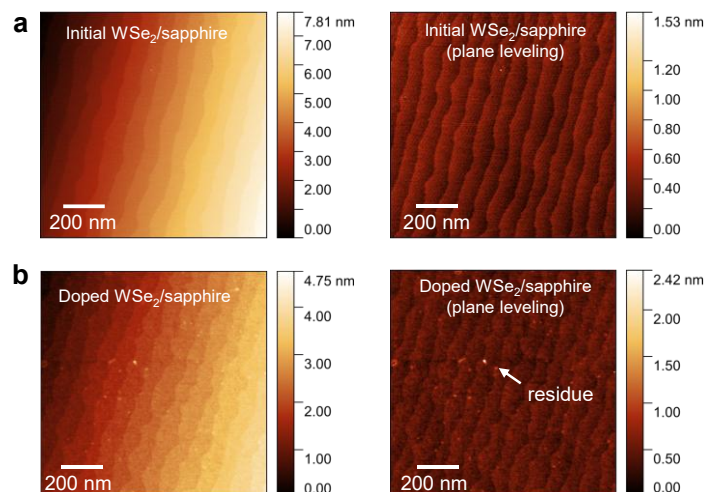 a
Initial WSe₂/sapphire
7.81 nm
7.00
6.00
5.00
4.00
3.00
2.00
1.00
0.00
200 nm
Initial WSe₂/sapphire
(plane leveling)
1.53 nm
1.20
1.00
0.80
0.60
0.40
0.00
200 nm
b
Doped WSe₂/sapphire
4.75 nm
4.00
3.00
2.00
1.00
0.00
200 nm
Doped WSe₂/sapphire
(plane leveling)
residue
2.42 nm
2.00
1.50
1.00
0.50
0.00
200 nm